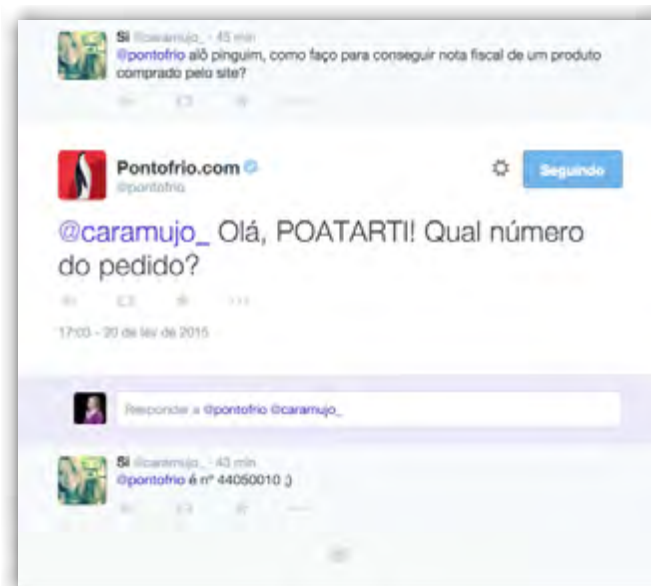 Si @caramujo_ · 45 min
@pontofrio alô pinguim, como faço para conseguir nota fiscal de um produto
comprado pelo site?
Pontofrio.com
@pontofrio
Seguindo
@caramujo_ Olá, POATARTI! Qual número
do pedido?
17:03 - 20 de fev de 2015
Responder a @pontofrio @caramujo_
Si @caramujo_ · 43 min
@pontofrio é nº 44050010 ;)